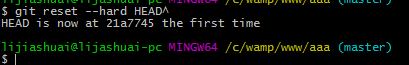 $ git reset --hard HEAD^
HEAD is now at 21a7745 the first time
lijiashuai@lijashuai-pc MINGW64 /c/wamp/www/aaa (master)
$